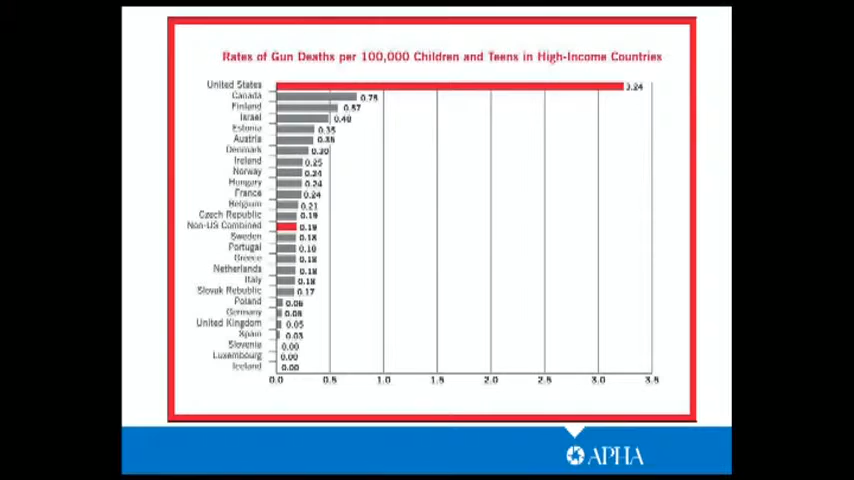 Rates of Gun Deaths per 100,000 Children and Teens in High-Income Countries
United States 3.24
Canada 0.75
Finland 0.57
Israel 0.48
Estonia 0.35
Austria 0.35
Denmark 0.30
Ireland 0.25
Norway 0.24
Hungary 0.24
France 0.24
Belgium 0.21
Czech Republic 0.19
Non-US Combined 0.19
Sweden 0.18
Portugal 0.18
Greece 0.18
Netherlands 0.18
Italy 0.18
Slovak Republic 0.17
Poland 0.06
Germany
United Kingdom 0.05
Spain 0.03
Slovenia 0.00
Luxembourg 0.00
Iceland 0.00
0.0 0.5 1.0 1.5 2.0 2.5 3.0 3.5
APHA